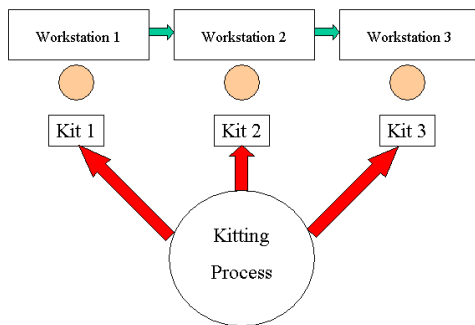 Workstation 1
Workstation 2
Workstation 3
Kit 1
Kit 2
Kit 3
Kitting
Process